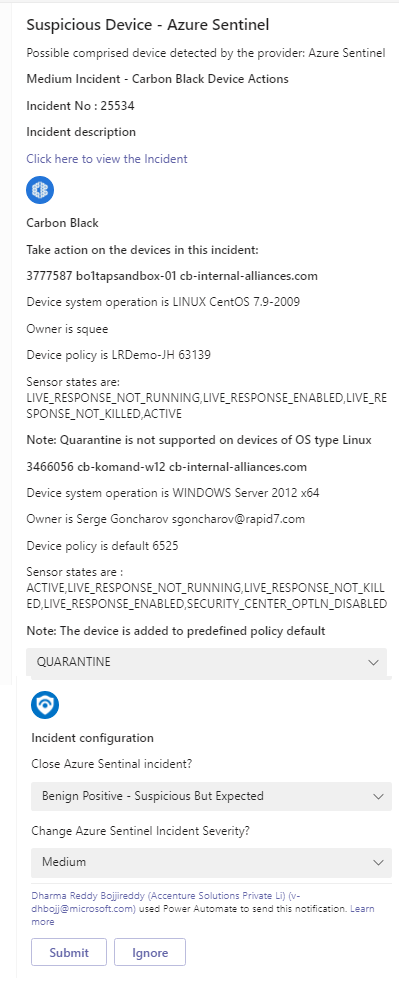 Suspicious Device - Azure Sentinel
Possible comprised device detected by the provider: Azure Sentinel
Medium Incident - Carbon Black Device Actions
Incident No : 25534
Incident description
Click here to view the Incident
CB
Carbon Black
Take action on the devices in this incident:
3777587 bo1tapsandbox-01 cb-internal-alliances.com
Device system operation is LINUX CentOS 7.9-2009
Owner is squee
Device policy is LRDemo-JH 63139
Sensor states are:
LIVE_RESPONSE_NOT_RUNNING,LIVE_RESPONSE_ENABLED,LIVE_RE
SPONSE_NOT_KILLED,ACTIVE
Note: Quarantine is not supported on devices of OS type Linux
3466056 cb-komand-w12 cb-internal-alliances.com
Device system operation is WINDOWS Server 2012 x64
Owner is Serge Goncharov sgoncharov@rapid7.com
Device policy is default 6525
Sensor states are :
ACTIVE,LIVE_RESPONSE_NOT_RUNNING,LIVE_RESPONSE_NOT_KILL
ED,LIVE_RESPONSE_ENABLED,SECURITY_CENTER_OPTLN_DISABLED
Note: The device is added to predefined policy default
QUARANTINE
Incident configuration
Close Azure Sentinal incident?
Benign Positive - Suspicious But Expected
Change Azure Sentinel Incident Severity?
Medium
Dharma Reddy Bojjireddy (Accenture Solutions Private Li) (v-
dhbojj@microsoft.com) used Power Automate to send this notification. Learn
more
Submit
Ignore